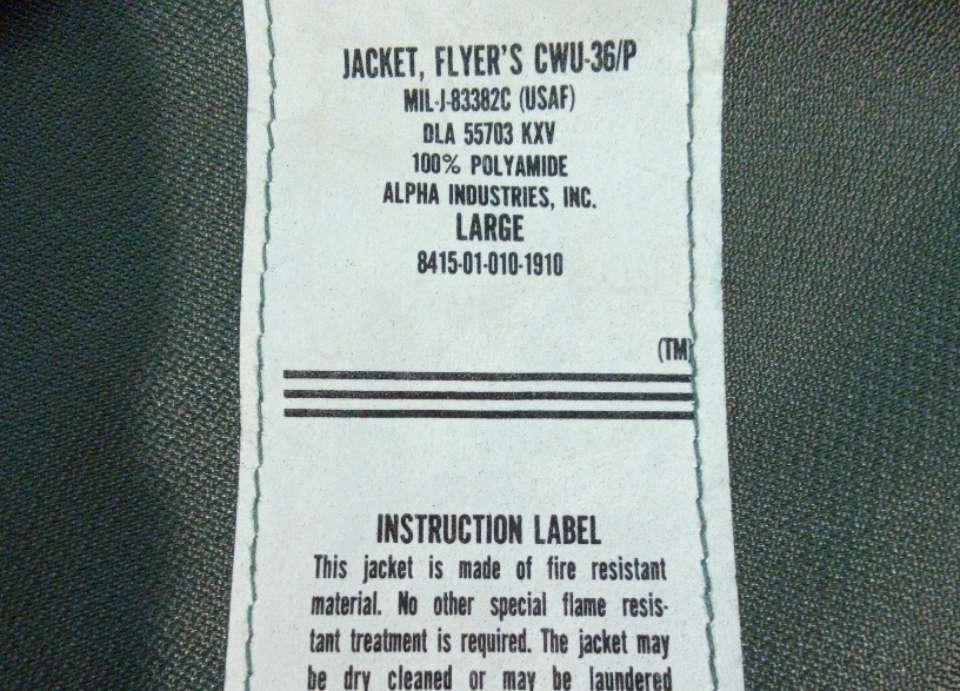 JACKET, FLYER'S CWU-36/P
MIL-J-83382C (USAF)
DLA 55703 KXV
100% POLYAMIDE
ALPHA INDUSTRIES, INC.
LARGE
8415-01-010-1910
(TM)
INSTRUCTION LABEL
This jacket is made of fire resistant
material. No other special flame resis-
tant treatment is required. The jacket may
be dry cleaned or may be laundered